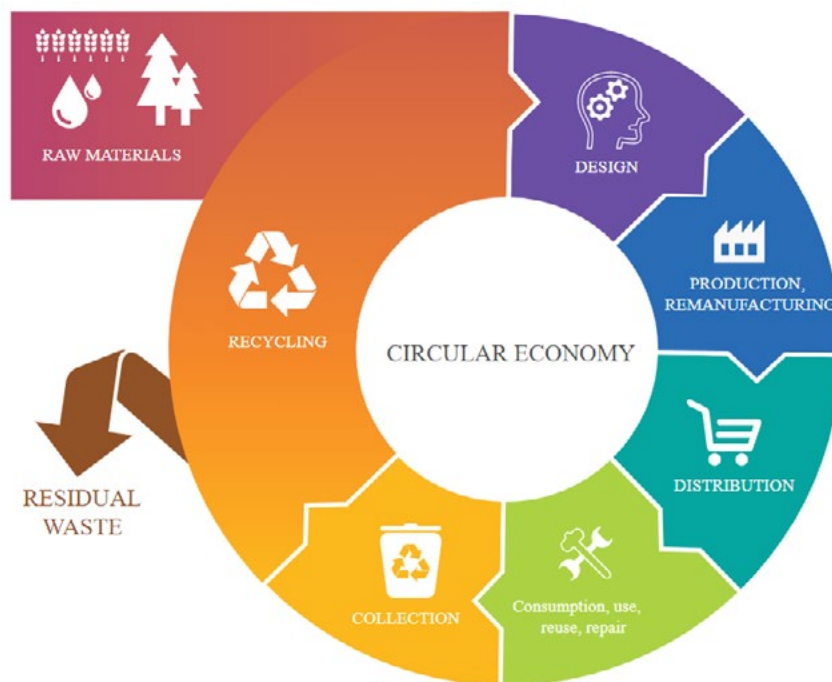 RAW MATERIALS
DESIGN
PRODUCTION,
REMANUFACTURING
RECYCLING
CIRCULAR ECONOMY
DISTRIBUTION
RESIDUAL
WASTE
COLLECTION
Consumption, use,
reuse, repair